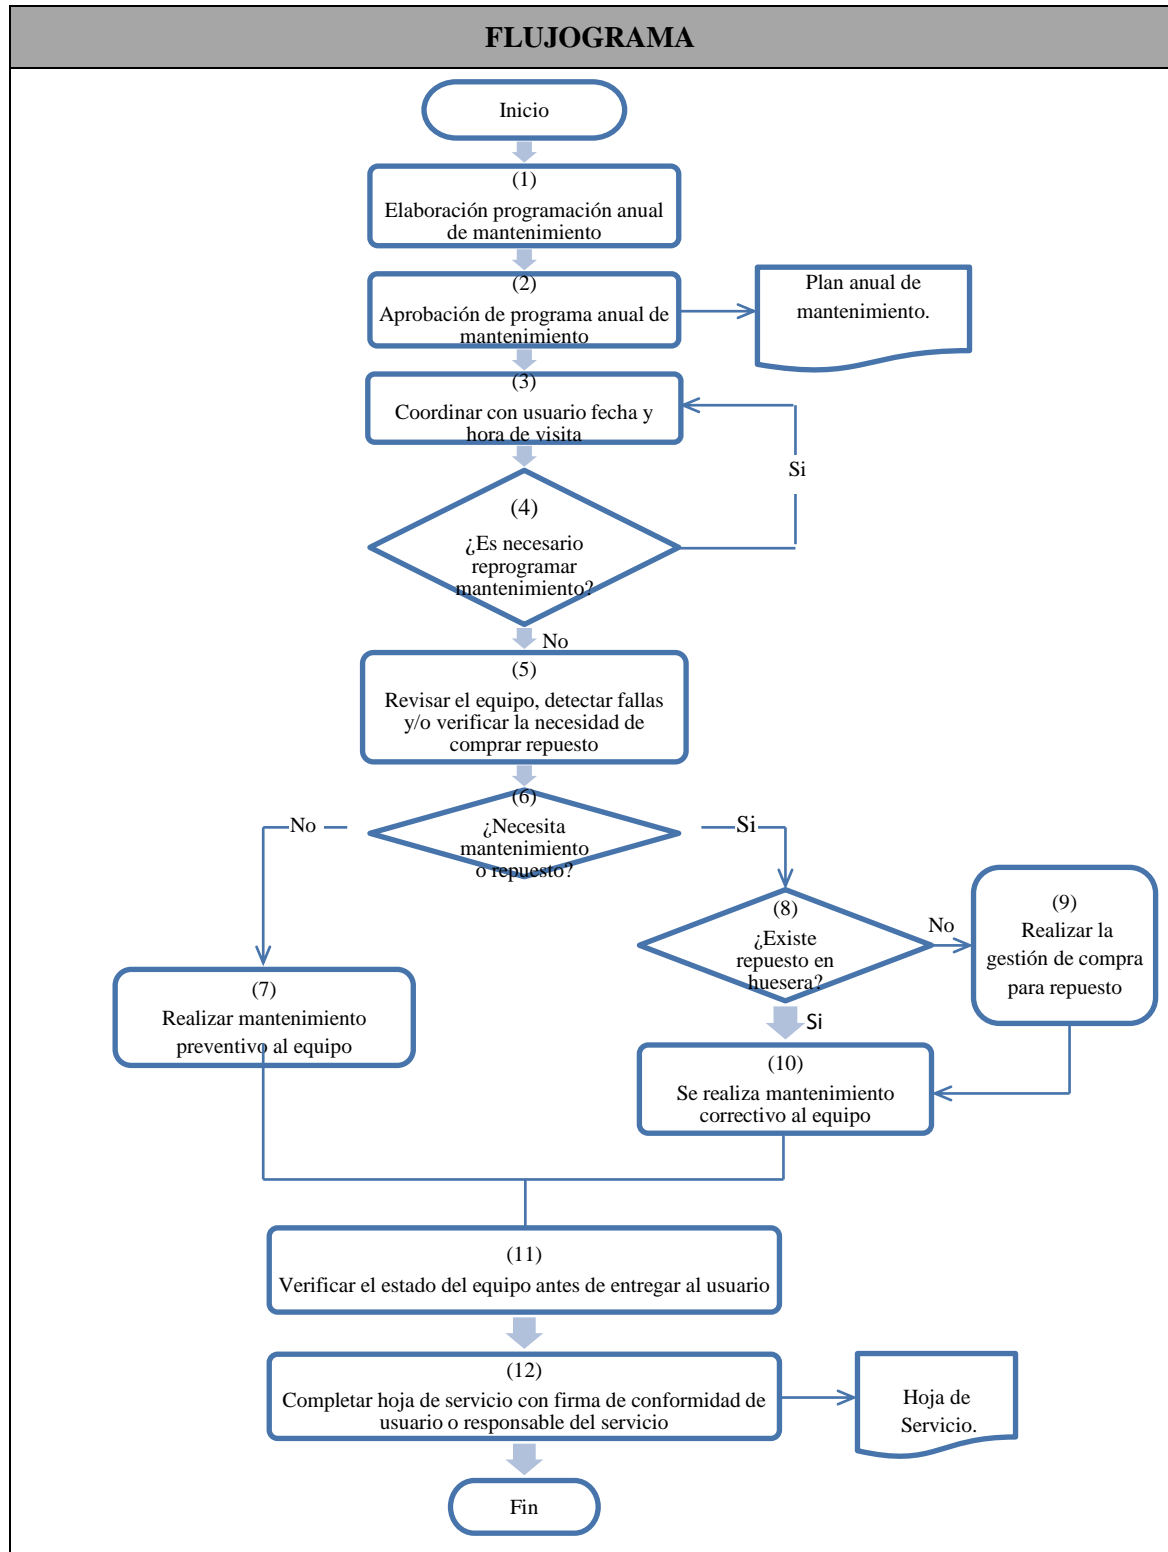 FLUJOGRAMA
Inicio
(1)
Elaboración programación anual
de mantenimiento
(2)
Aprobación de programa anual de
mantenimiento
Plan anual de
mantenimiento.
(3)
Coordinar con usuario fecha y
hora de visita
Si
(4)
¿Es necesario
reprogramar
mantenimiento?
No
(5)
Revisar el equipo, detectar fallas
y/o verificar la necesidad de
comprar repuesto
(6)
¿Necesita
mantenimiento
o repuesto?
No
Si
(8)
¿Existe
repuesto en
huesera?
No
(9)
Realizar la
gestión de compra
para repuesto
(7)
Realizar mantenimiento
preventivo al equipo
Si
(10)
Se realiza mantenimiento
correctivo al equipo
(11)
Verificar el estado del equipo antes de entregar al usuario
(12)
Completar hoja de servicio con firma de conformidad de
usuario o responsable del servicio
Hoja de
Servicio.
Fin